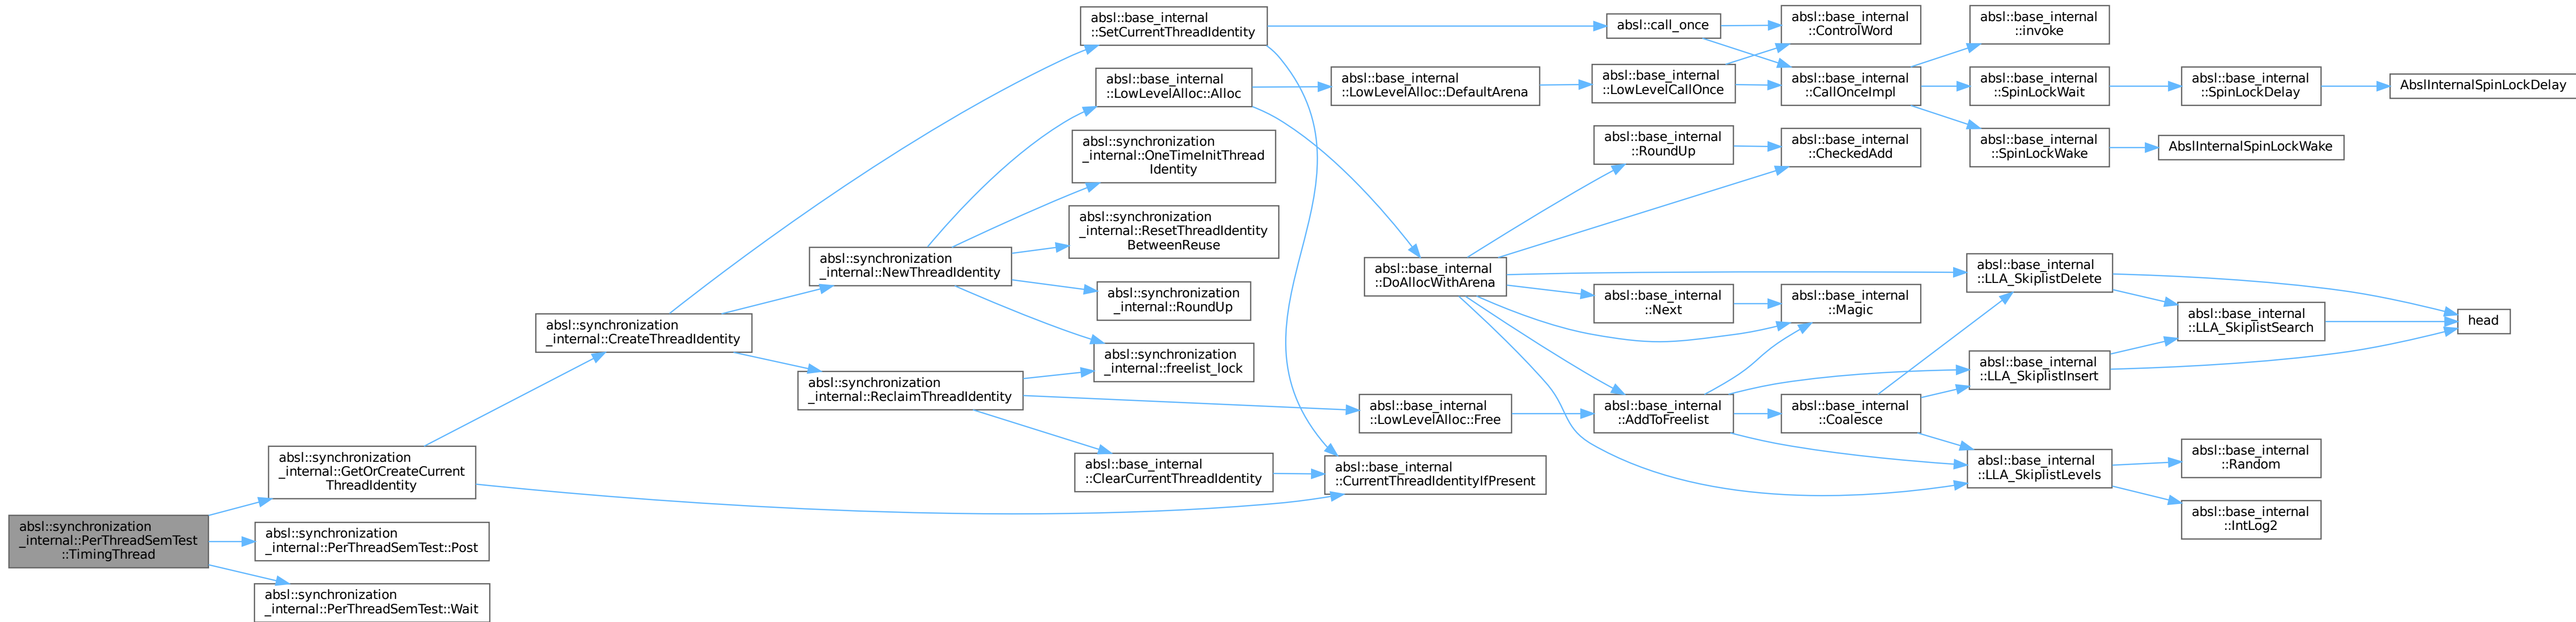 absl::synchronization
_internal::PerThreadSemTest
::TimingThread
absl::synchronization
_internal::GetOrCreateCurrent
ThreadIdentity
absl::synchronization
_internal::PerThreadSemTest::Post
absl::synchronization
_internal::PerThreadSemTest::Wait
absl::synchronization
_internal::CreateThreadIdentity
absl::synchronization
_internal::NewThreadIdentity
absl::synchronization
_internal::ReclaimThreadIdentity
absl::base_internal
::SetCurrentThreadIdentity
absl::base_internal
::LowLevelAlloc::Alloc
absl::synchronization
_internal::OneTimeInitThread
Identity
absl::synchronization
_internal::ResetThreadIdentity
BetweenReuse
absl::synchronization
_internal::RoundUp
absl::synchronization
_internal::freelist_lock
absl::base_internal
::ClearCurrentThreadIdentity
absl::base_internal
::LowLevelAlloc::DefaultArena
absl::base_internal
::DoAllocWithArena
absl::base_internal
::LowLevelAlloc::Free
absl::base_internal
::CurrentThreadIdentityIfPresent
absl::call_once
absl::base_internal
::LowLevelCallOnce
absl::base_internal
::RoundUp
absl::base_internal
::Next
absl::base_internal
::AddToFreelist
absl::base_internal
::ControlWord
absl::base_internal
::CallOnceImpl
absl::base_internal
::CheckedAdd
absl::base_internal
::Magic
absl::base_internal
::Coalesce
absl::base_internal
::invoke
absl::base_internal
::SpinLockWait
absl::base_internal
::SpinLockWake
absl::base_internal
::LLA_SkiplistDelete
absl::base_internal
::LLA_SkiplistInsert
absl::base_internal
::LLA_SkiplistLevels
absl::base_internal
::SpinLockDelay
AbslInternalSpinLockWake
absl::base_internal
::LLA_SkiplistSearch
absl::base_internal
::Random
absl::base_internal
::IntLog2
AbslInternalSpinLockDelay
head